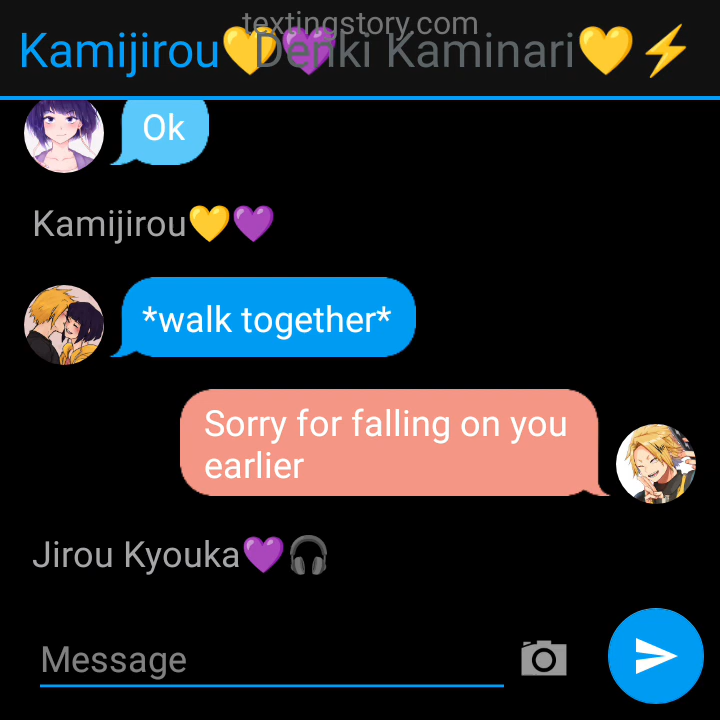 textingstory.com
Kamijirou💛💜 Denki Kaminari💛⚡
Ok
Kamijirou💛💜
*walk together*
Sorry for falling on you
earlier
Jirou Kyouka💜🎧
Message